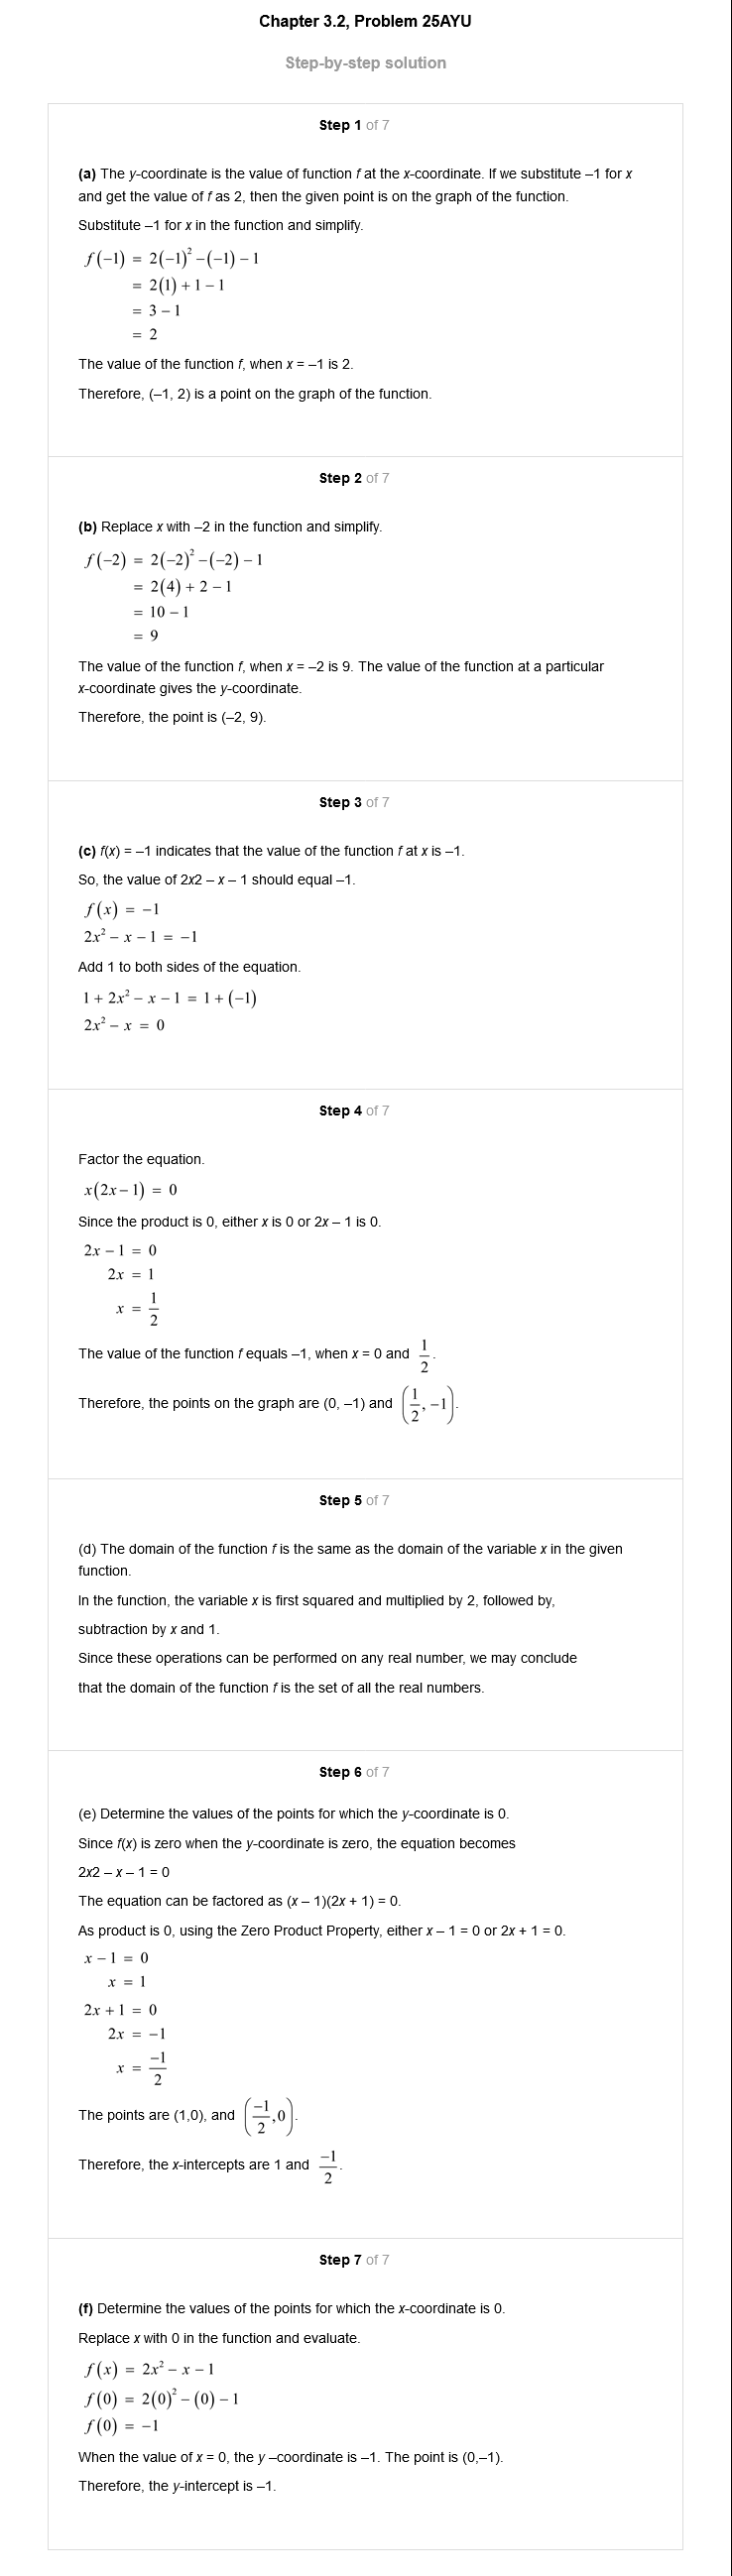 Chapter 3.2, Problem 25AYU
Step-by-step solution
Step 1 of 7
(a) The y-coordinate is the value of function f at the x-coordinate. If we substitute –1 for x
and get the value of f as 2, then the given point is on the graph of the function.
Substitute –1 for x in the function and simplify.
f(−1) = 2(−1)² −(−1) − 1
= 2(1) + 1 − 1
= 3 − 1
= 2
The value of the function f, when x = –1 is 2.
Therefore, (–1, 2) is a point on the graph of the function.
Step 2 of 7
(b) Replace x with –2 in the function and simplify.
f(−2) = 2(−2)² −(−2) − 1
= 2(4) + 2 − 1
= 10 − 1
= 9
The value of the function f, when x = –2 is 9. The value of the function at a particular
x-coordinate gives the y-coordinate.
Therefore, the point is (–2, 9).
Step 3 of 7
(c) f(x) = –1 indicates that the value of the function f at x is –1.
So, the value of 2x2 – x – 1 should equal –1.
f(x) = −1
2x² − x − 1 = −1
Add 1 to both sides of the equation.
1 + 2x² − x − 1 = 1 + (−1)
2x² − x = 0
Step 4 of 7
Factor the equation.
x(2x − 1) = 0
Since the product is 0, either x is 0 or 2x – 1 is 0.
2x − 1 = 0
2x = 1
x = 1/2
The value of the function f equals –1, when x = 0 and 1/2.
Therefore, the points on the graph are (0, –1) and (1/2, −1).
Step 5 of 7
(d) The domain of the function f is the same as the domain of the variable x in the given
function.
In the function, the variable x is first squared and multiplied by 2, followed by,
subtraction by x and 1.
Since these operations can be performed on any real number, we may conclude
that the domain of the function f is the set of all the real numbers.
Step 6 of 7
(e) Determine the values of the points for which the y-coordinate is 0.
Since f(x) is zero when the y-coordinate is zero, the equation becomes
2x2 – x – 1 = 0
The equation can be factored as (x – 1)(2x + 1) = 0.
As product is 0, using the Zero Product Property, either x – 1 = 0 or 2x + 1 = 0.
x − 1 = 0
x = 1
2x + 1 = 0
2x = −1
x = −1/2
The points are (1,0), and (−1/2, 0).
Therefore, the x-intercepts are 1 and −1/2.
Step 7 of 7
(f) Determine the values of the points for which the x-coordinate is 0.
Replace x with 0 in the function and evaluate.
f(x) = 2x² − x − 1
f(0) = 2(0)² − (0) − 1
f(0) = −1
When the value of x = 0, the y –coordinate is –1. The point is (0,–1).
Therefore, the y-intercept is –1.